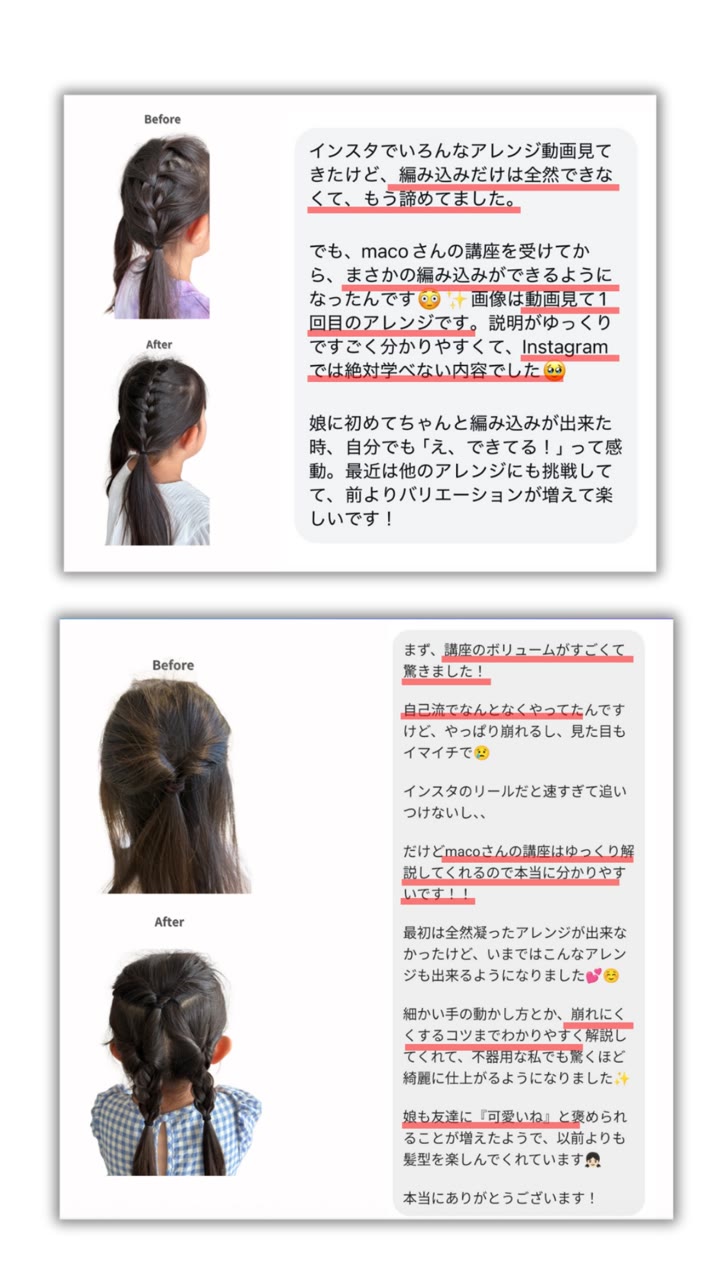 Before
After
インスタでいろんなアレンジ動画見て
きたけど、編み込みだけは全然できな
くて、もう諦めてました。
でも、macoさんの講座を受けてか
ら、まさかの編み込みができるように
なったんです😳✨画像は動画見て1
回目のアレンジです。説明がゆっくり
ですごく分かりやすくて、Instagram
では絶対学べない内容でした🥹
娘に初めてちゃんと編み込みが出来た
時、自分でも「え、できてる！」って感
動。最近は他のアレンジにも挑戦して
て、前よりバリエーションが増えて楽
しいです！
Before
After
まず、講座のボリュームがすごくて
驚きました！
自己流でなんとなくやってたんです
けど、やっぱり崩れるし、見た目も
イマイチで😢
インスタのリールだと速すぎて追い
つけないし、、
だけどmacoさんの講座はゆっくり解
説してくれるので本当に分かりやす
いです！！
最初は全然凝ったアレンジが出来な
かったけど、いまではこんなアレン
ジも出来るようになりました💕☺️
細かい手の動かし方とか、崩れにく
くするコツまでわかりやすく解説し
てくれて、不器用な私でも驚くほど
綺麗に仕上がるようになりました✨
娘も友達に『可愛いね』と褒められ
ることが増えたようで、以前よりも
髪型を楽しんでくれています👧🏻
本当にありがとうございます！